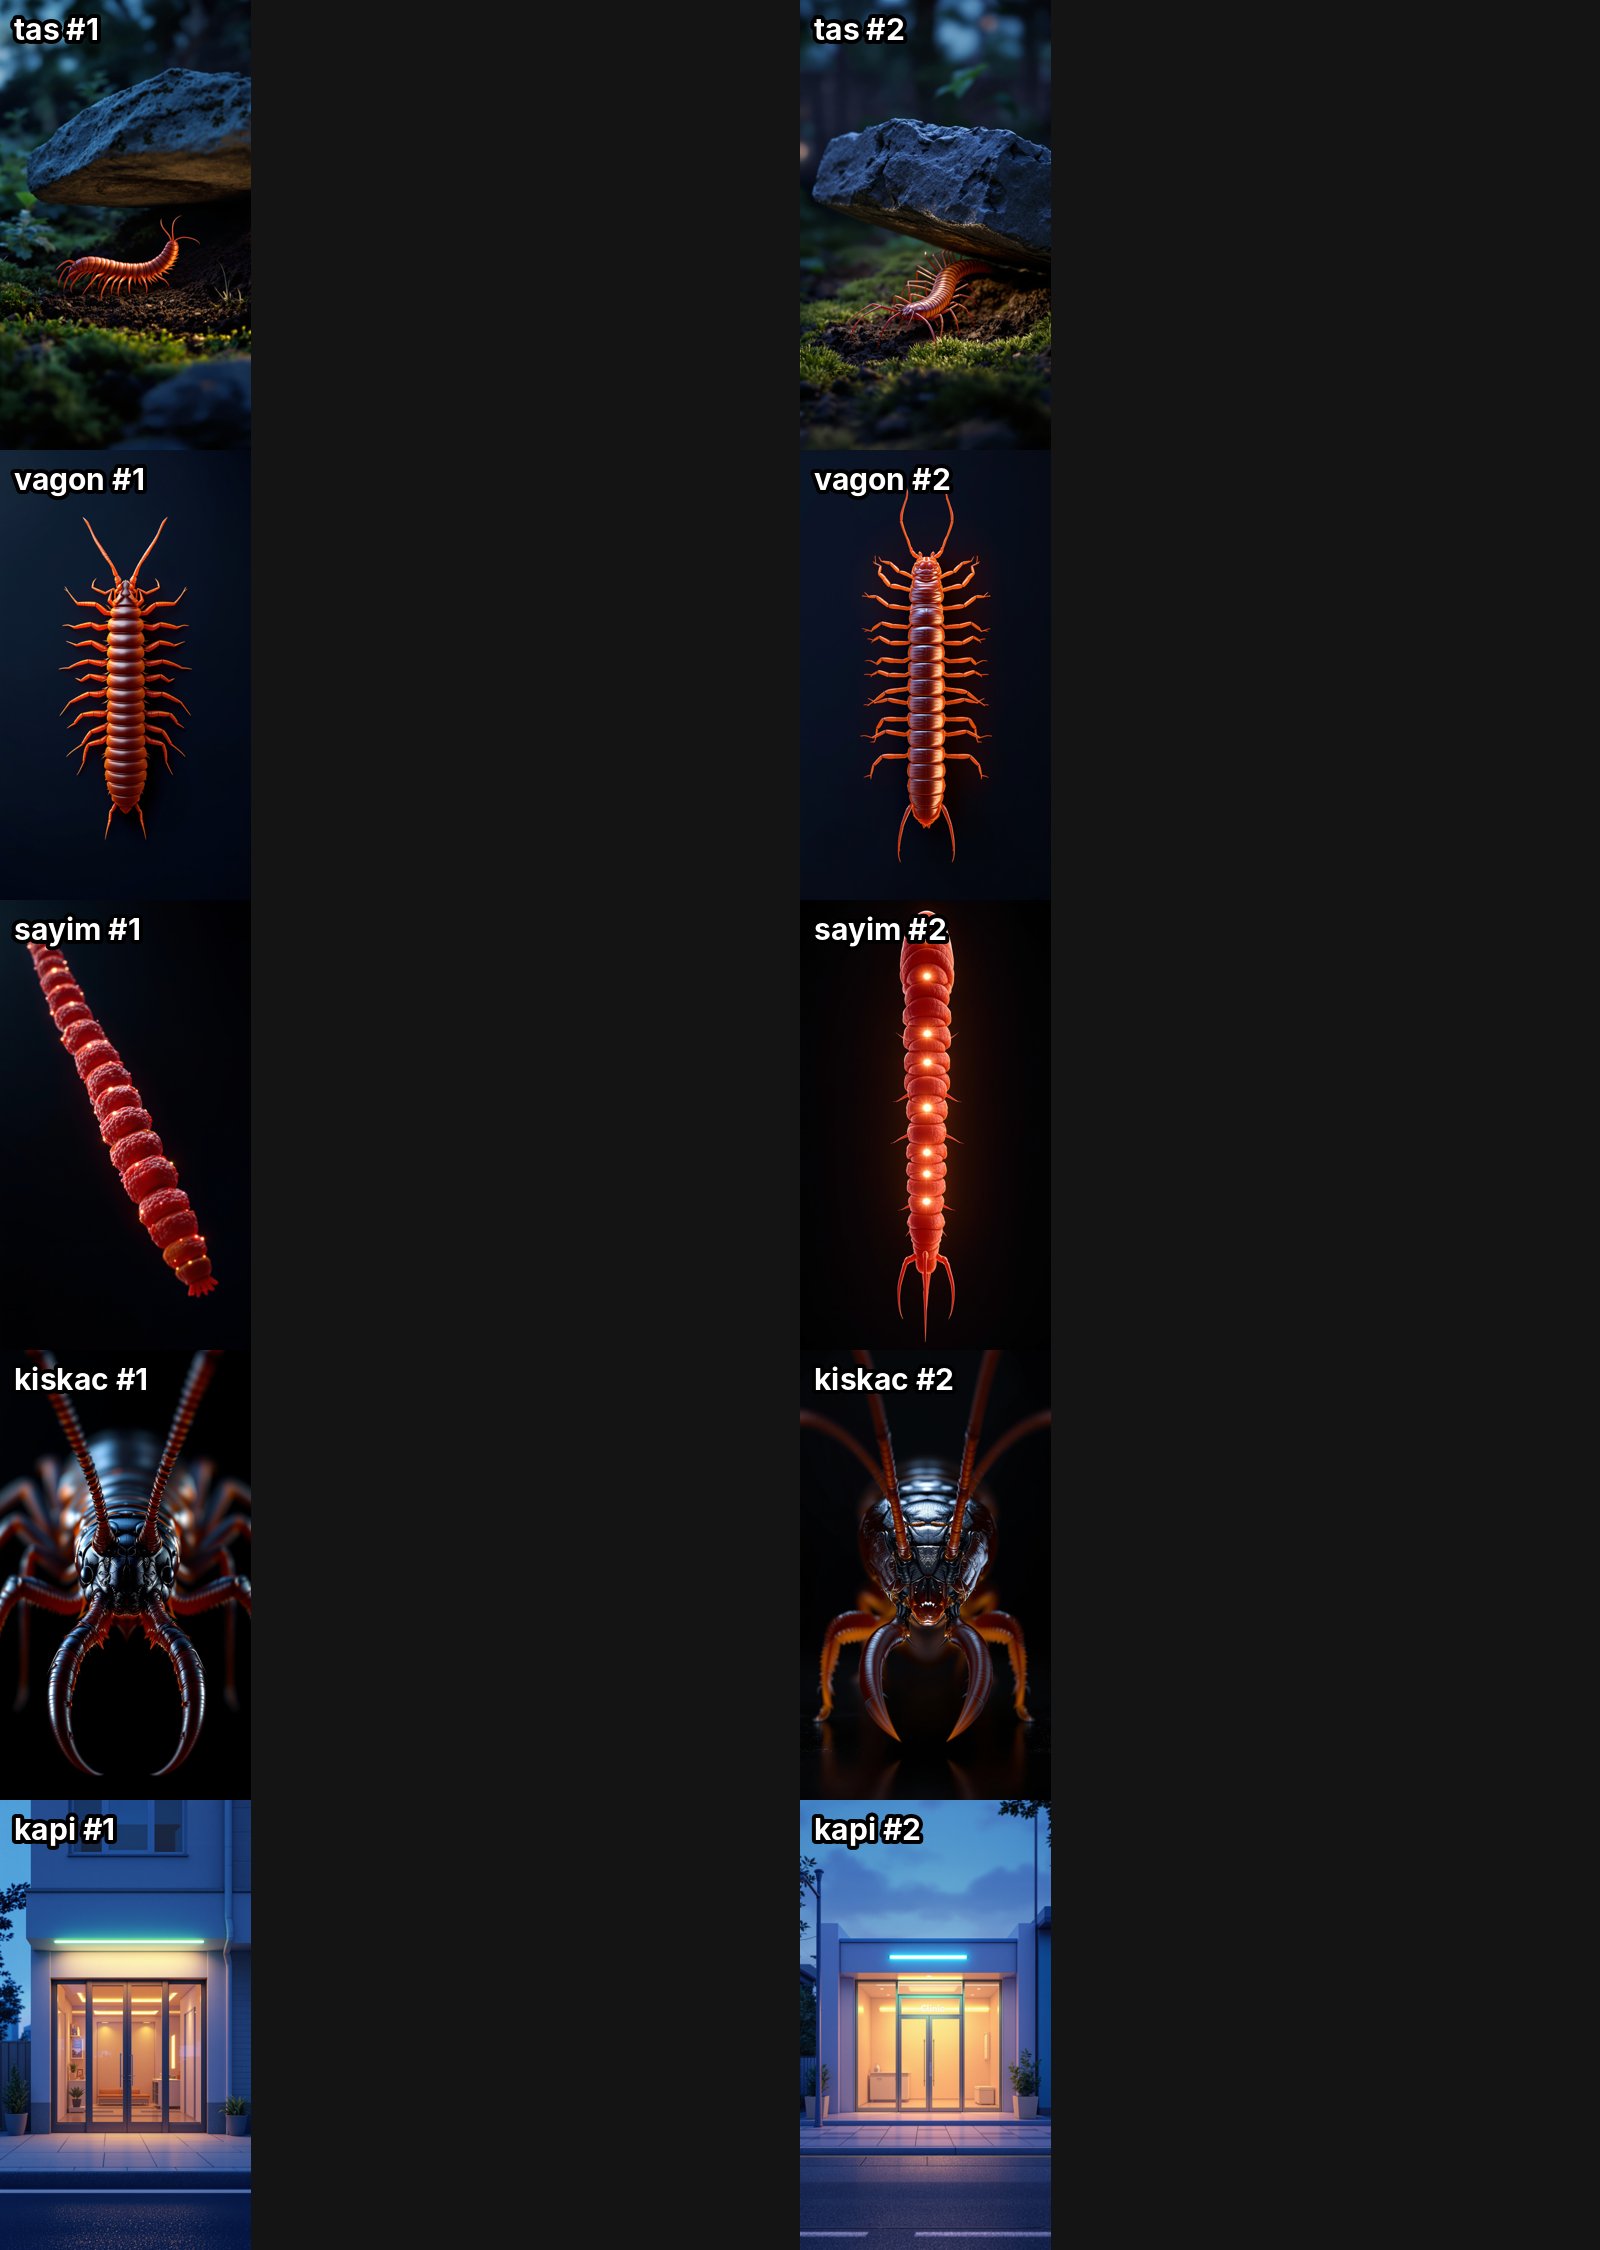 tas #1
tas #2
vagon #1
vagon #2
sayim #1
sayim #2
kiskac #1
kiskac #2
kapi #1
kapi #2
Clinic